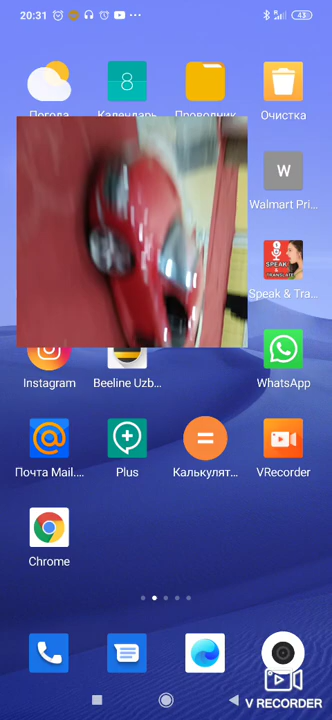 20:31
43
Погода
Календарь
8
Проводник
Очистка
W
Walmart Pri...
SPEAK &
TRANSLATE
Speak & Tra...
Instagram
Beeline Uzb...
WhatsApp
Почта Mail....
Plus
Калькулят...
VRecorder
Chrome
V RECORDER